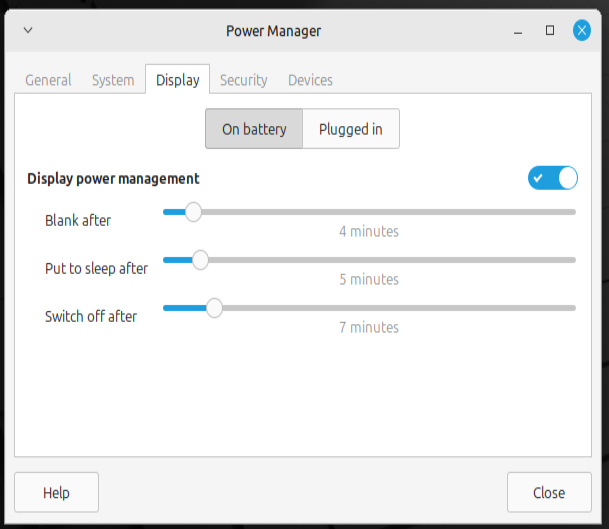 Power Manager
General System Display Security Devices
On battery Plugged in
Display power management
Blank after
4 minutes
Put to sleep after
5 minutes
Switch off after
7 minutes
Help Close